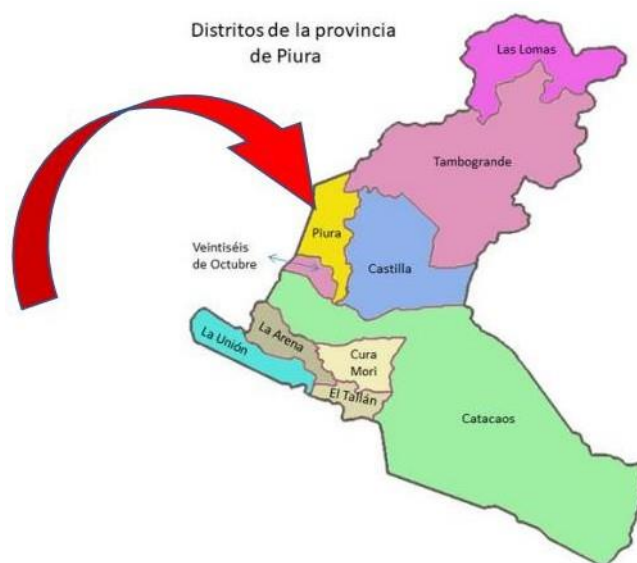 Distritos de la provincia
de Piura
Las Lomas
Tambogrande
Piura
Veintiséis
de Octubre
Castilla
La Unión
La Arena
Cura
Mori
El Tallán
Catacaos